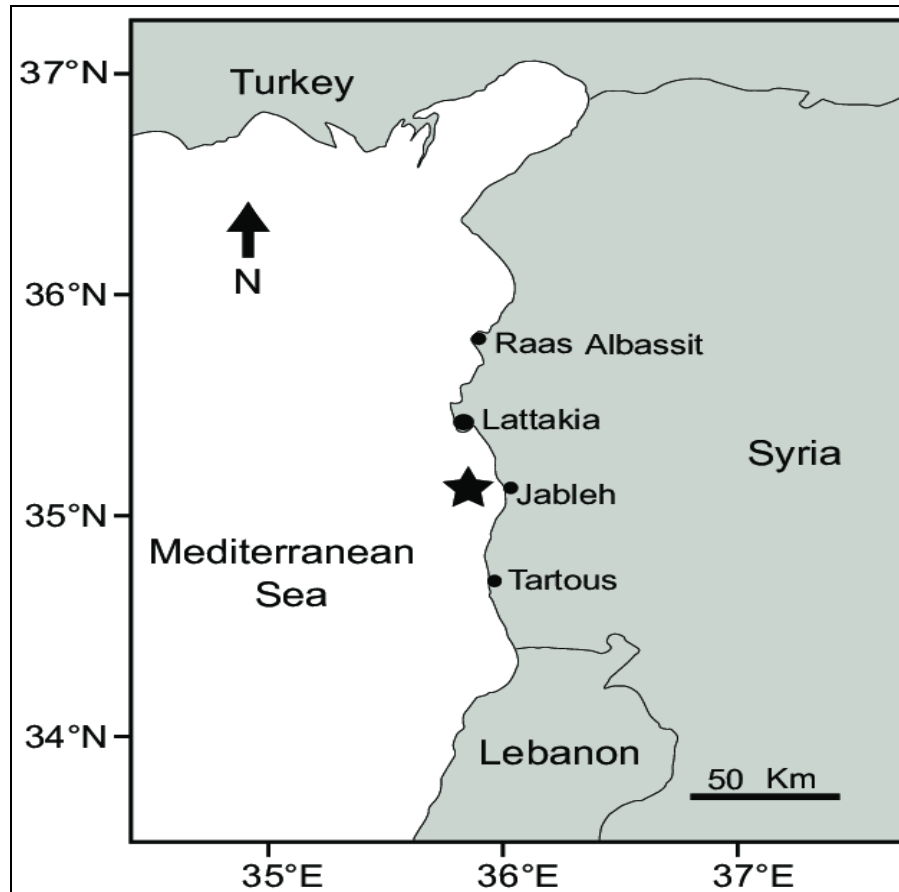 37°N
Turkey
N
36°N
Raas Albassit
Lattakia
Syria
Jableh
35°N
Mediterranean
Sea
Tartous
34°N
Lebanon
50 Km
35°E
36°E
37°E